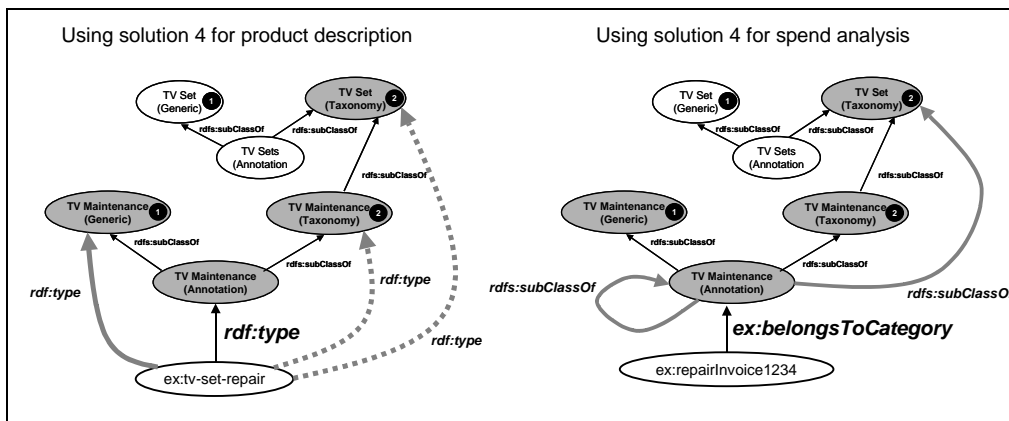 Using solution 4 for product description
TV Set
(Generic)
1
TV Set
(Taxonomy)
2
rdfs:subClassOf
rdfs:subClassOf
TV Sets
(Annotation
rdfs:subClassOf
TV Maintenance
(Generic)
1
TV Maintenance
(Taxonomy)
2
rdfs:subClassOf
rdfs:subClassOf
rdf:type
TV Maintenance
(Annotation)
rdf:type
rdf:type
rdf:type
ex:tv-set-repair
Using solution 4 for spend analysis
TV Set
(Generic)
1
TV Set
(Taxonomy)
2
rdfs:subClassOf
rdfs:subClassOf
TV Sets
(Annotation
rdfs:subClassOf
TV Maintenance
(Generic)
1
TV Maintenance
(Taxonomy)
2
rdfs:subClassOf
rdfs:subClassOf
rdfs:subClassOf
TV Maintenance
(Annotation)
rdfs:subClassOf
ex:belongsToCategory
ex:repairInvoice1234